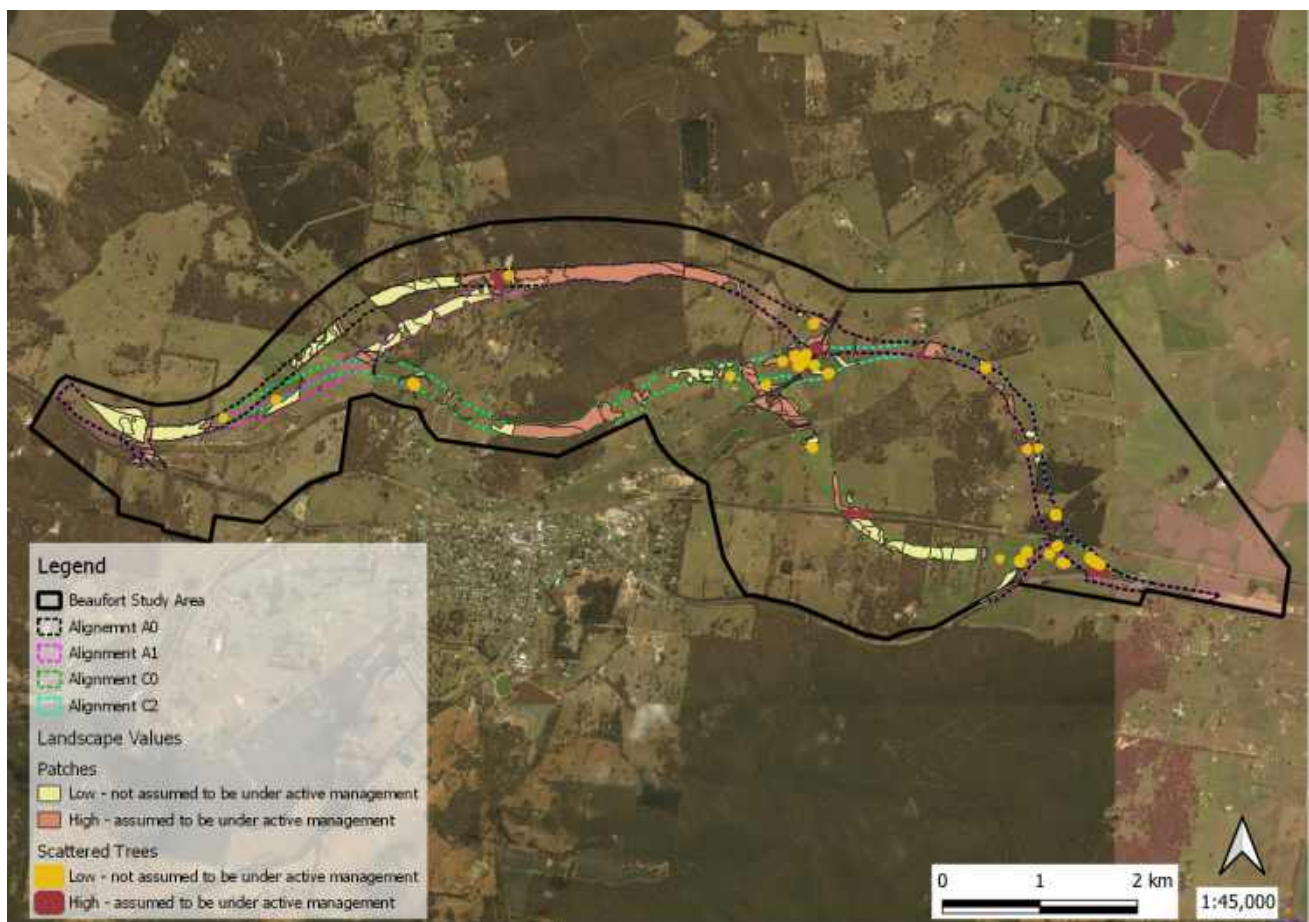 Legend
Beaufort Study Area
Alignemnt A0
Alignment A1
Alignment C0
Alignment C2
Landscape Values
Patches
Low - not assumed to be under active management
High - assumed to be under active management
Scattered Trees
Low - not assumed to be under active management
High - assumed to be under active management
0 1 2 km
1:45,000